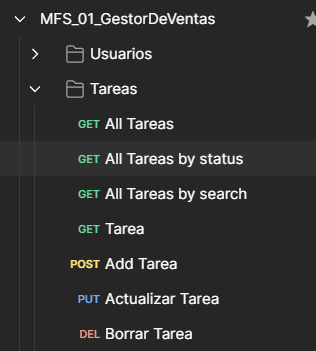 MFS_01_GestorDeVentas
Usuarios
Tareas
GET All Tareas
GET All Tareas by status
GET All Tareas by search
GET Tarea
POST Add Tarea
PUT Actualizar Tarea
DEL Borrar Tarea